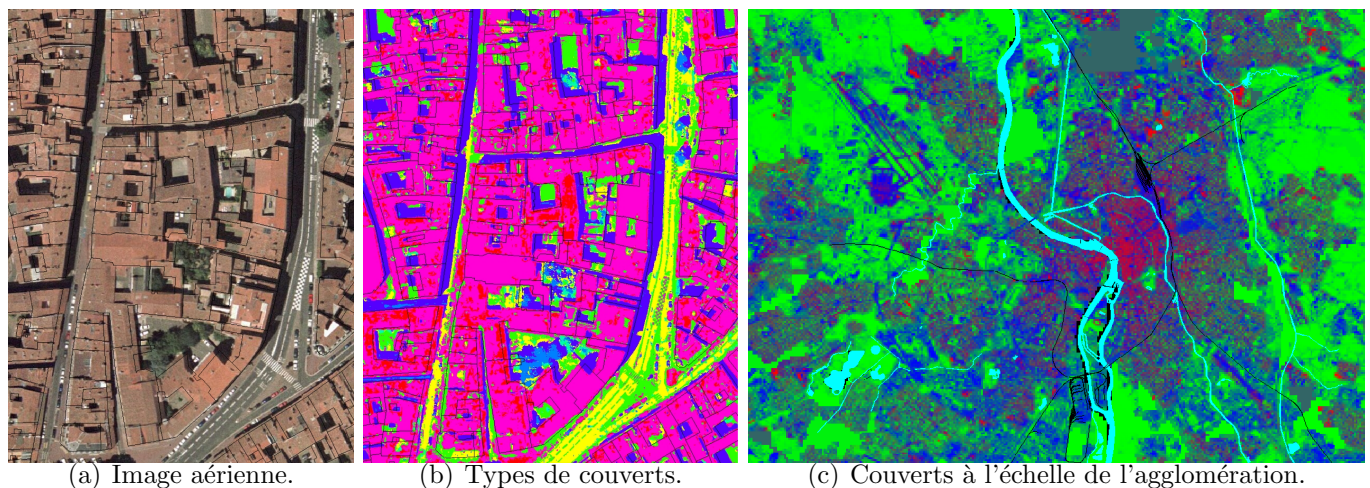 (a) Image aérienne.
(b) Types de couverts.
(c) Couverts à l'échelle de l'agglomération.